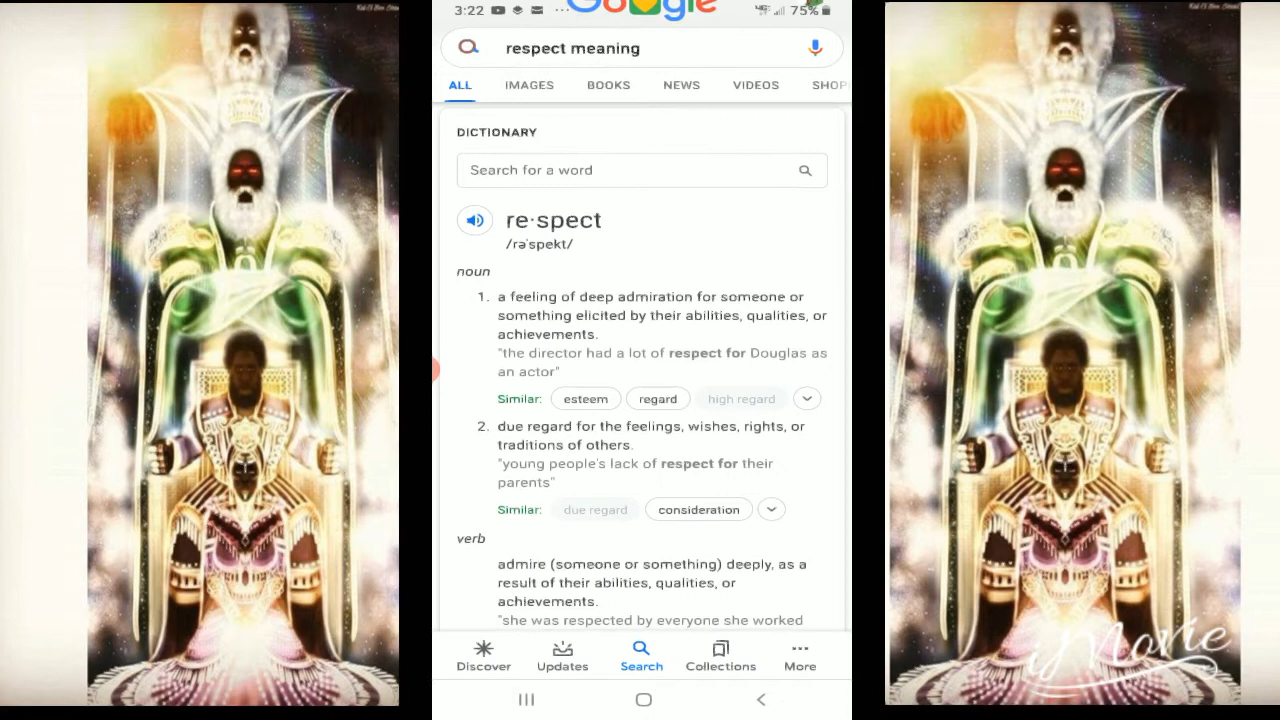 3:22 ... 75%
Google
respect meaning
ALL IMAGES BOOKS NEWS VIDEOS SHOP
DICTIONARY
Search for a word
re·spect
/rəˈspekt/
noun
1. a feeling of deep admiration for someone or
something elicited by their abilities, qualities, or
achievements.
"the director had a lot of respect for Douglas as
an actor"
Similar: esteem regard high regard
2. due regard for the feelings, wishes, rights, or
traditions of others.
"young people's lack of respect for their
parents"
Similar: due regard consideration
verb
admire (someone or something) deeply, as a
result of their abilities, qualities, or
achievements.
"she was respected by everyone she worked
Discover Updates Search Collections More
iMovie